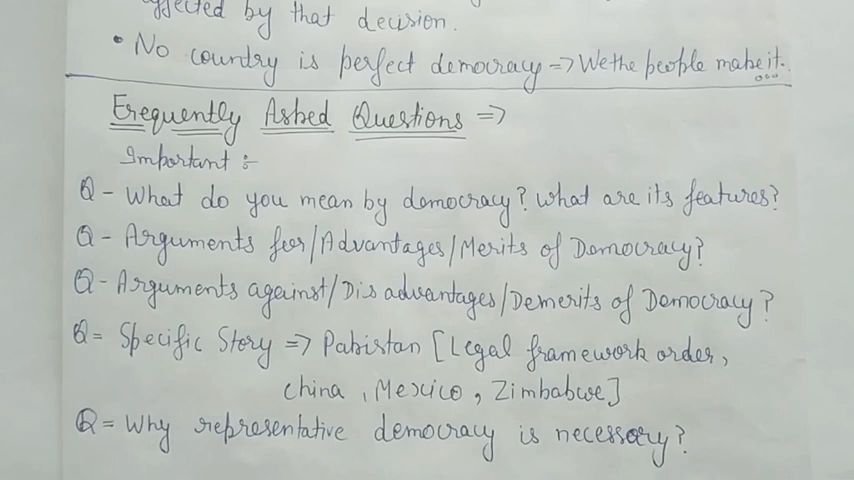 affected by that decision.
• No country is perfect democracy => We the people make it...
Frequently Asked Questions =>
Important :-
Q - What do you mean by democracy? what are its features?
Q - Arguments for/Advantages/Merits of Democracy?
Q - Arguments against/Disadvantages/Demerits of Democracy?
Q = Specific Story => Pakistan [Legal framework order,
China, Mexico, Zimbabwe]
Q = Why representative democracy is necessary?